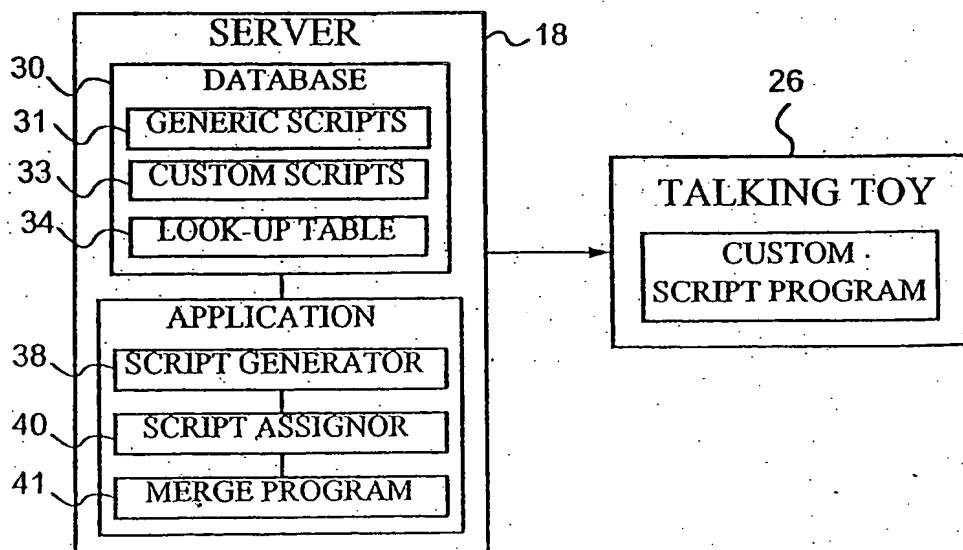 SERVER
18
30
DATABASE
31
GENERIC SCRIPTS
33
CUSTOM SCRIPTS
34
LOOK-UP TABLE
APPLICATION
38
SCRIPT GENERATOR
40
SCRIPT ASSIGNOR
41
MERGE PROGRAM
26
TALKING TOY
CUSTOM
SCRIPT PROGRAM